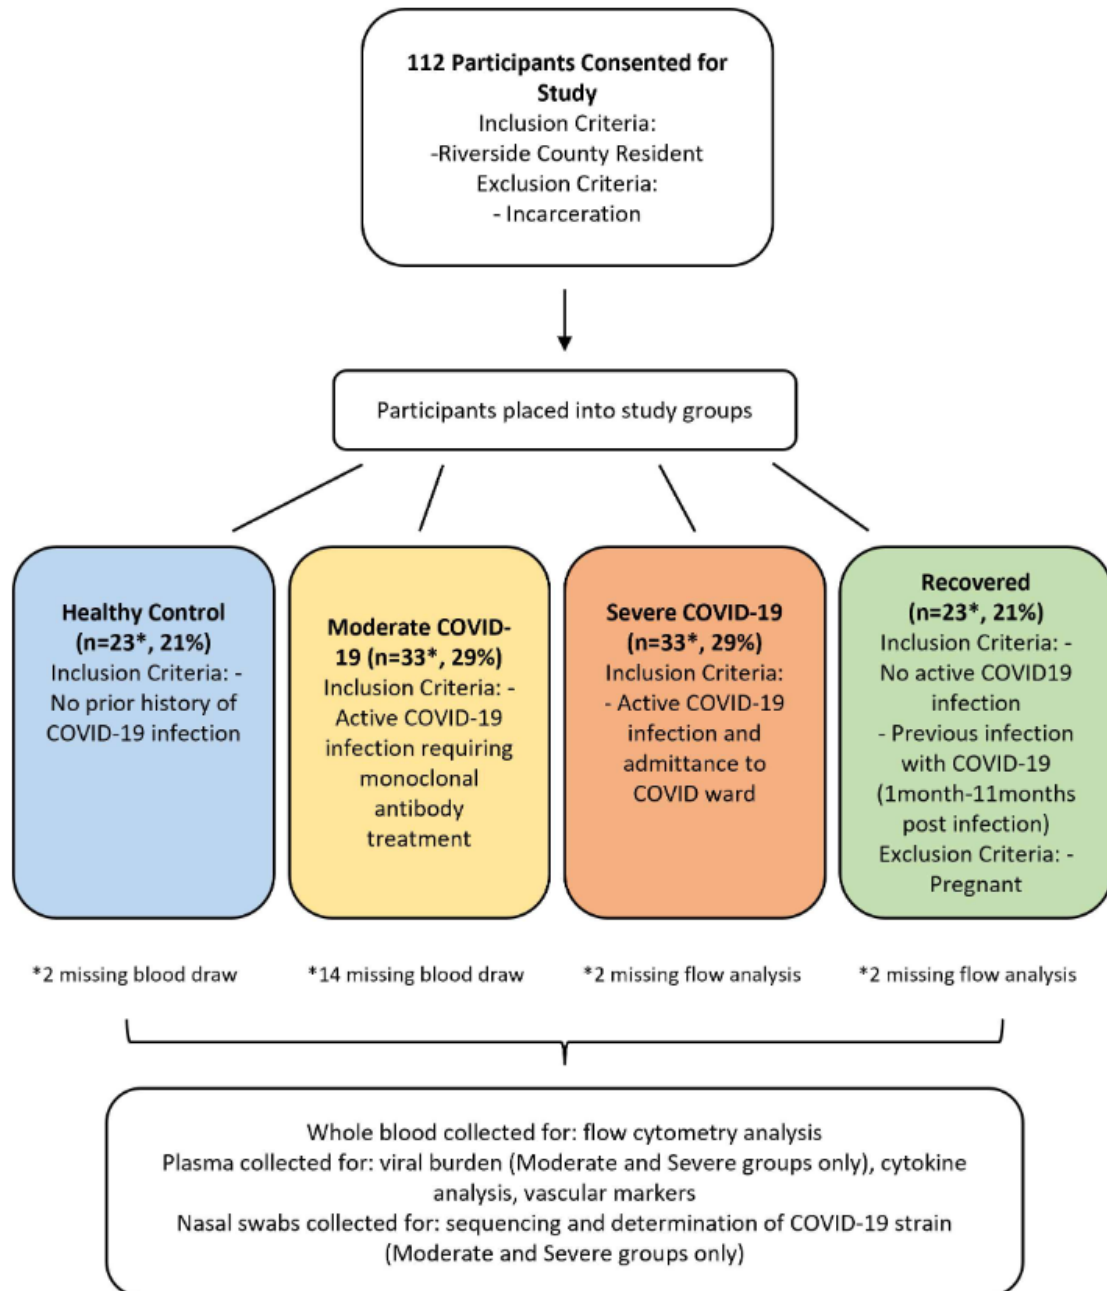 112 Participants Consented for
Study
Inclusion Criteria:
-Riverside County Resident
Exclusion Criteria:
- Incarceration
Participants placed into study groups
Healthy Control
(n=23*, 21%)
Inclusion Criteria: -
No prior history of
COVID-19 infection
Moderate COVID-
19 (n=33*, 29%)
Inclusion Criteria: -
Active COVID-19
infection requiring
monoclonal
antibody
treatment
Severe COVID-19
(n=33*, 29%)
Inclusion Criteria:
- Active COVID-19
infection and
admittance to
COVID ward
Recovered
(n=23*, 21%)
Inclusion Criteria: -
No active COVID19
infection
- Previous infection
with COVID-19
(1month-11months
post infection)
Exclusion Criteria: -
Pregnant
*2 missing blood draw
*14 missing blood draw
*2 missing flow analysis
*2 missing flow analysis
Whole blood collected for: flow cytometry analysis
Plasma collected for: viral burden (Moderate and Severe groups only), cytokine
analysis, vascular markers
Nasal swabs collected for: sequencing and determination of COVID-19 strain
(Moderate and Severe groups only)